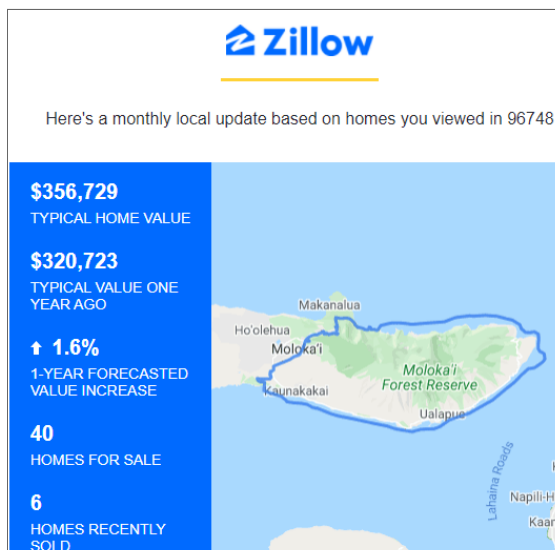 Zillow
Here's a monthly local update based on homes you viewed in 96748
$356,729
TYPICAL HOME VALUE
$320,723
TYPICAL VALUE ONE
YEAR AGO
1.6%
1-YEAR FORECASTED
VALUE INCREASE
40
HOMES FOR SALE
6
HOMES RECENTLY
SOLD
Makanalua
Ho'olehua
Moloka'i
Kaunakakai
Moloka'i
Forest Reserve
Ualapue
Lahaina Roads
Napili-H
Kaan